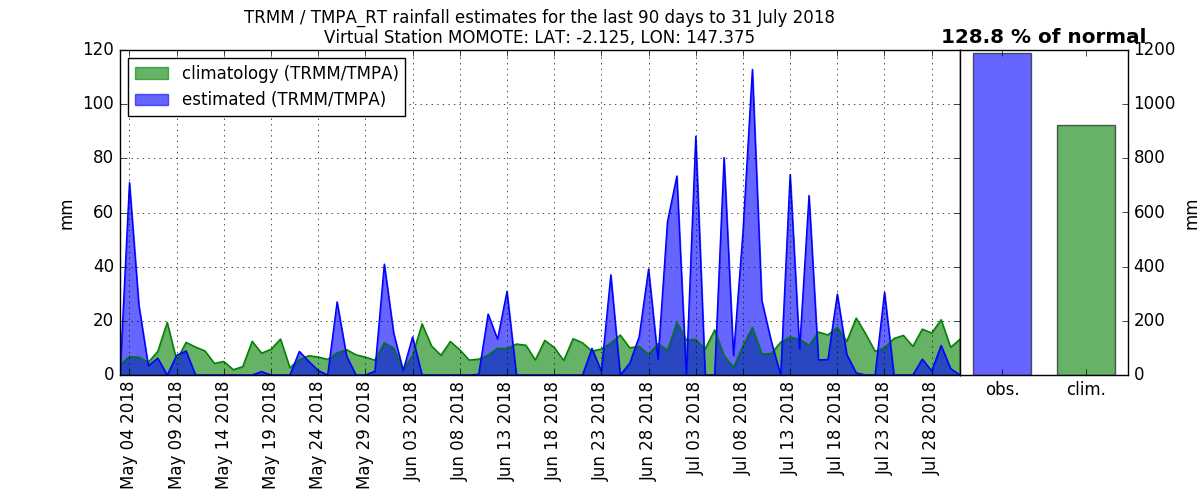 TRMM / TMPA_RT rainfall estimates for the last 90 days to 31 July 2018
Virtual Station MOMOTE: LAT: -2.125, LON: 147.375
128.8 % of normal
climatology (TRMM/TMPA)
estimated (TRMM/TMPA)
mm
120
100
80
60
40
20
0
May 04 2018
May 09 2018
May 14 2018
May 19 2018
May 24 2018
May 29 2018
Jun 03 2018
Jun 08 2018
Jun 13 2018
Jun 18 2018
Jun 23 2018
Jun 28 2018
Jul 03 2018
Jul 08 2018
Jul 13 2018
Jul 18 2018
Jul 23 2018
Jul 28 2018
obs.
clim.
1200
1000
800
600
400
200
0
mm